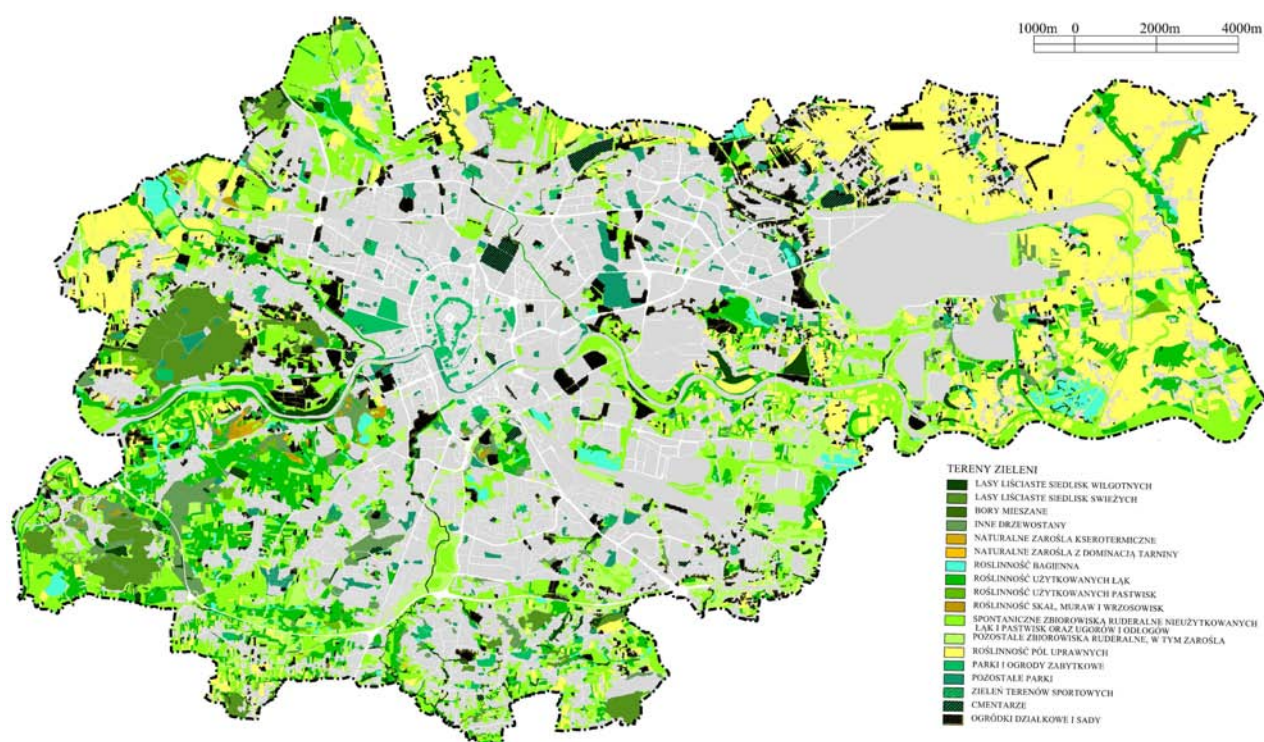 1000m 0 2000m 4000m
TERENY ZIELENI
LASY LIŚCIASTE SIEDLISK WILGOTNYCH
LASY LIŚCIASTE SIEDLISK SWIEŻYCH
BORY MIESZANE
INNE DRZEWOSTANY
NATURALNE ZAROŚLA KSEROTERMICZNE
NATURALNE ZAROŚLA Z DOMINACJĄ TARNINY
ROSLINNOŚĆ BAGIENNA
ROŚLINNOŚĆ UŻYTKOWANYCH ŁĄK
ROŚLINNOŚĆ UŻYTKOWANYCH PASTWISK
ROŚLINNOŚĆ SKAŁ, MURAW I WRZOSOWISK
SPONTANICZNE ZBIOROWISKA RUDERALNE NIEUŻYTKOWANYCH
ŁĄK I PASTWISK ORAZ UGORÓW I ODŁOGÓW
POZOSTAŁE ZBIOROWISKA RUDERALNE, W TYM ZAROŚLA
ROŚLINNOŚĆ PÓL UPRAWNYCH
PARKI I OGRODY ZABYTKOWE
POZOSTAŁE PARKI
ZIELEŃ TERENÓW SPORTOWYCH
CMENTARZE
OGRÓDKI DZIAŁKOWE I SADY